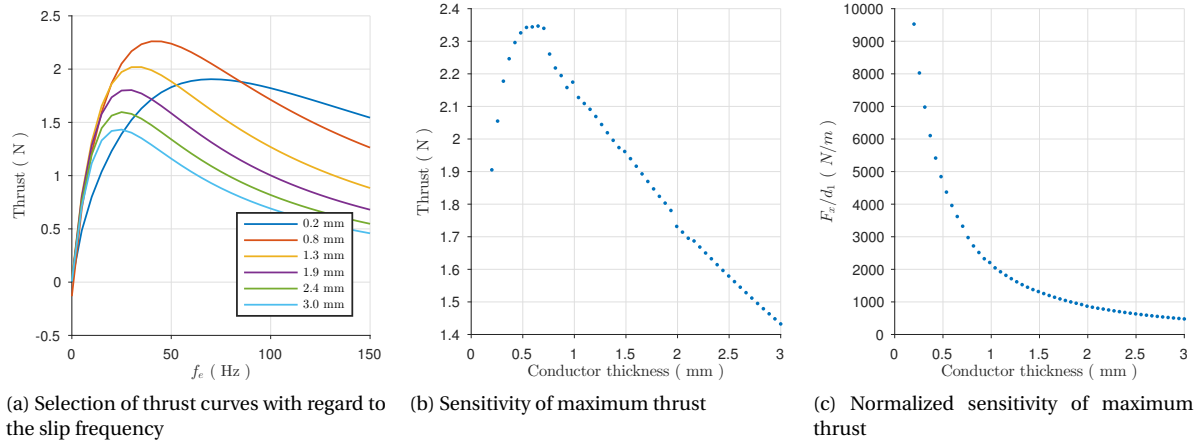 2.5
2
1.5
1
0.5
0
-0.5
Thrust ( N )
0 50 100 150
f_e ( Hz )
0.2 mm
0.8 mm
1.3 mm
1.9 mm
2.4 mm
3.0 mm
2.4
2.3
2.2
2.1
2
1.9
1.8
1.7
1.6
1.5
1.4
Thrust ( N )
0 0.5 1 1.5 2 2.5 3
Conductor thickness ( mm )
10000
9000
8000
7000
6000
5000
4000
3000
2000
1000
0
F_x/d_1 ( N/m )
0 0.5 1 1.5 2 2.5 3
Conductor thickness ( mm )
(a) Selection of thrust curves with regard to
the slip frequency
(b) Sensitivity of maximum thrust
(c) Normalized sensitivity of maximum
thrust